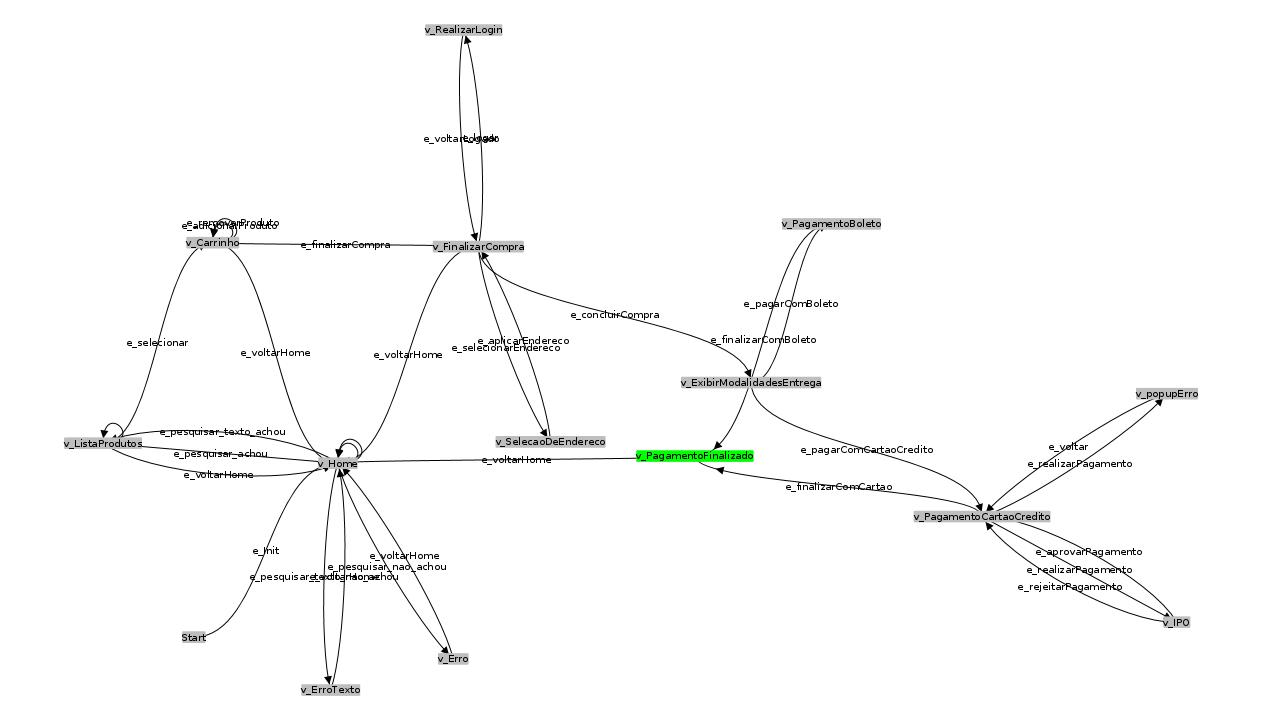 v_RealizarLogin
e_voltarLogado
e_logar
e_removerProduto
e_adicionarProduto
v_PagamentoBoleto
v_Carrinho
e_finalizarCompra
v_FinalizarCompra
e_pagarComBoleto
e_concluirCompra
e_finalizarComBoleto
e_selecionar
e_aplicarEndereco
e_selecionarEndereco
e_voltarHome
e_voltarHome
v_ExibirModalidadesEntrega
v_popupErro
e_pesquisar_texto_achou
v_ListaProdutos
v_SelecaoDeEndereco
e_voltar
e_pesquisar_achou
e_pagarComCartaoCredito
v_PagamentoFinalizado
e_voltarHome
v_Home
e_realizarPagamento
e_voltarHome
e_finalizarComCartao
v_PagamentoCartaoCredito
e_Init
e_voltarHome
e_aprovarPagamento
e_pesquisar_nao_achou
e_realizarPagamento
e_pesquisar_texto_nao_achou
e_voltarHome
e_rejeitarPagamento
v_IPO
Start
v_Erro
v_ErroTexto